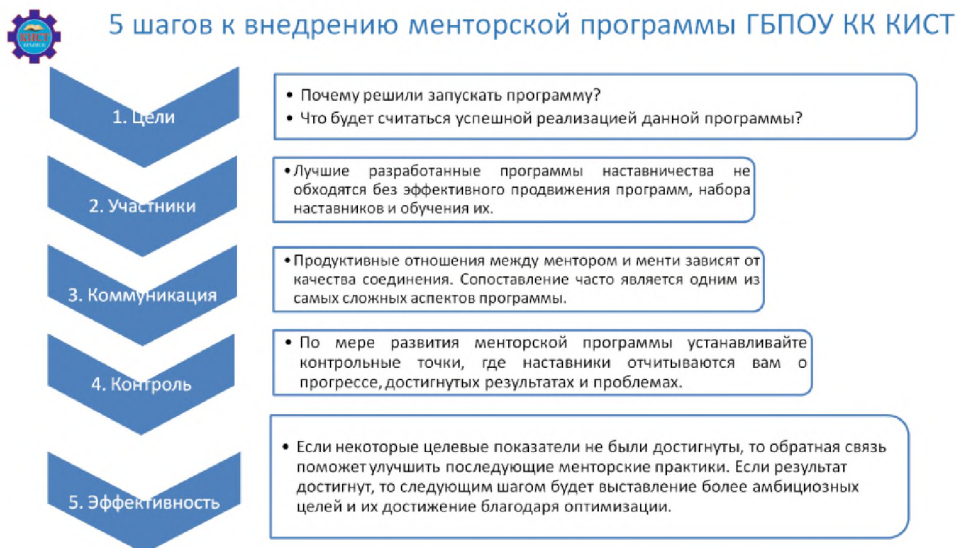 5 шагов к внедрению менторской программы ГБПОУ КК КИСТ
КИСТ
1. Цели
• Почему решили запускать программу?
• Что будет считаться успешной реализацией данной программы?
2. Участники
• Лучшие разработанные программы наставничества не
обходятся без эффективного продвижения программ, набора
наставников и обучения их.
3. Коммуникация
• Продуктивные отношения между ментором и менти зависят от
качества соединения. Сопоставление часто является одним из
самых сложных аспектов программы.
4. Контроль
• По мере развития менторской программы устанавливайте
контрольные точки, где наставники отчитываются вам о
прогрессе, достигнутых результатах и проблемах.
5. Эффективность
• Если некоторые целевые показатели не были достигнуты, то обратная связь
поможет улучшить последующие менторские практики. Если результат
достигнут, то следующим шагом будет выставление более амбициозных
целей и их достижение благодаря оптимизации.